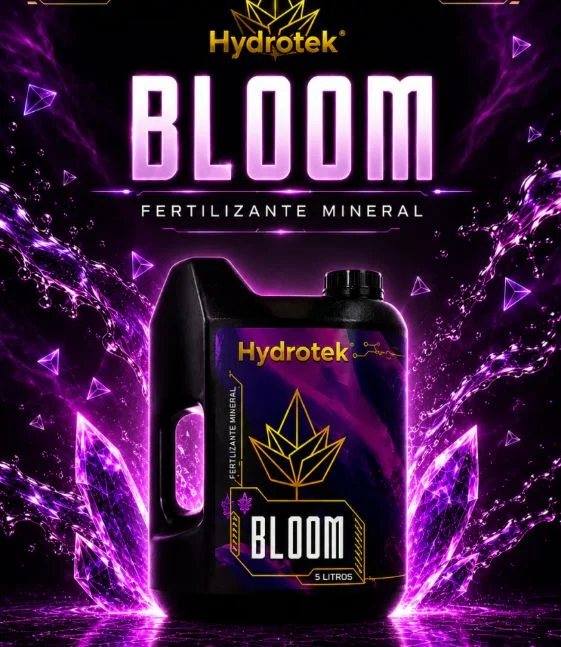 Hydrotek®
BLOOM
FERTILIZANTE MINERAL
Hydrotek®
FERTILIZANTE MINERAL
BLOOM
5 LITROS